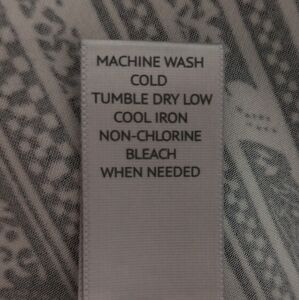 MACHINE WASH
COLD
TUMBLE DRY LOW
COOL IRON
NON-CHLORINE
BLEACH
WHEN NEEDED